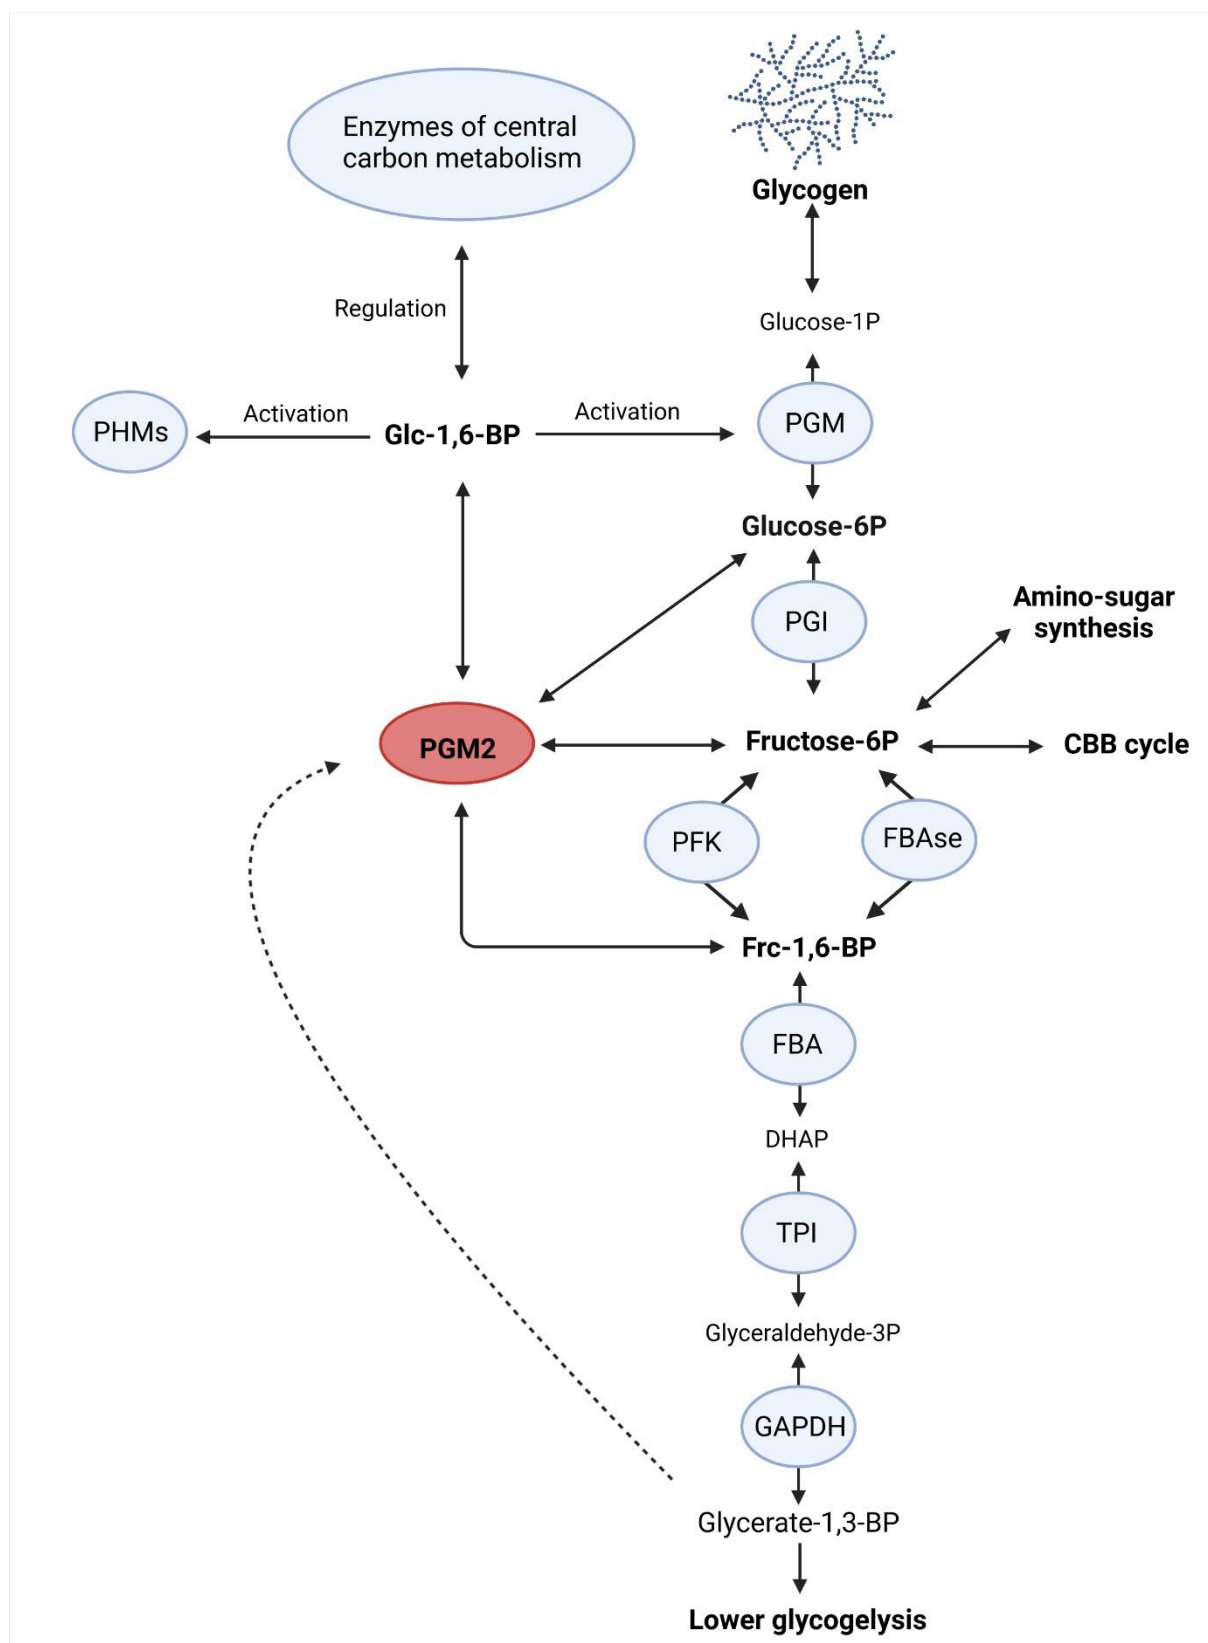 Enzymes of central
carbon metabolism
Glycogen
Regulation
Glucose-1P
PHMs
Activation
Glc-1,6-BP
Activation
PGM
Glucose-6P
PGI
Amino-sugar
synthesis
PGM2
Fructose-6P
CBB cycle
PFK
FBAse
Frc-1,6-BP
FBA
DHAP
TPI
Glyceraldehyde-3P
GAPDH
Glycerate-1,3-BP
Lower glycogelysis